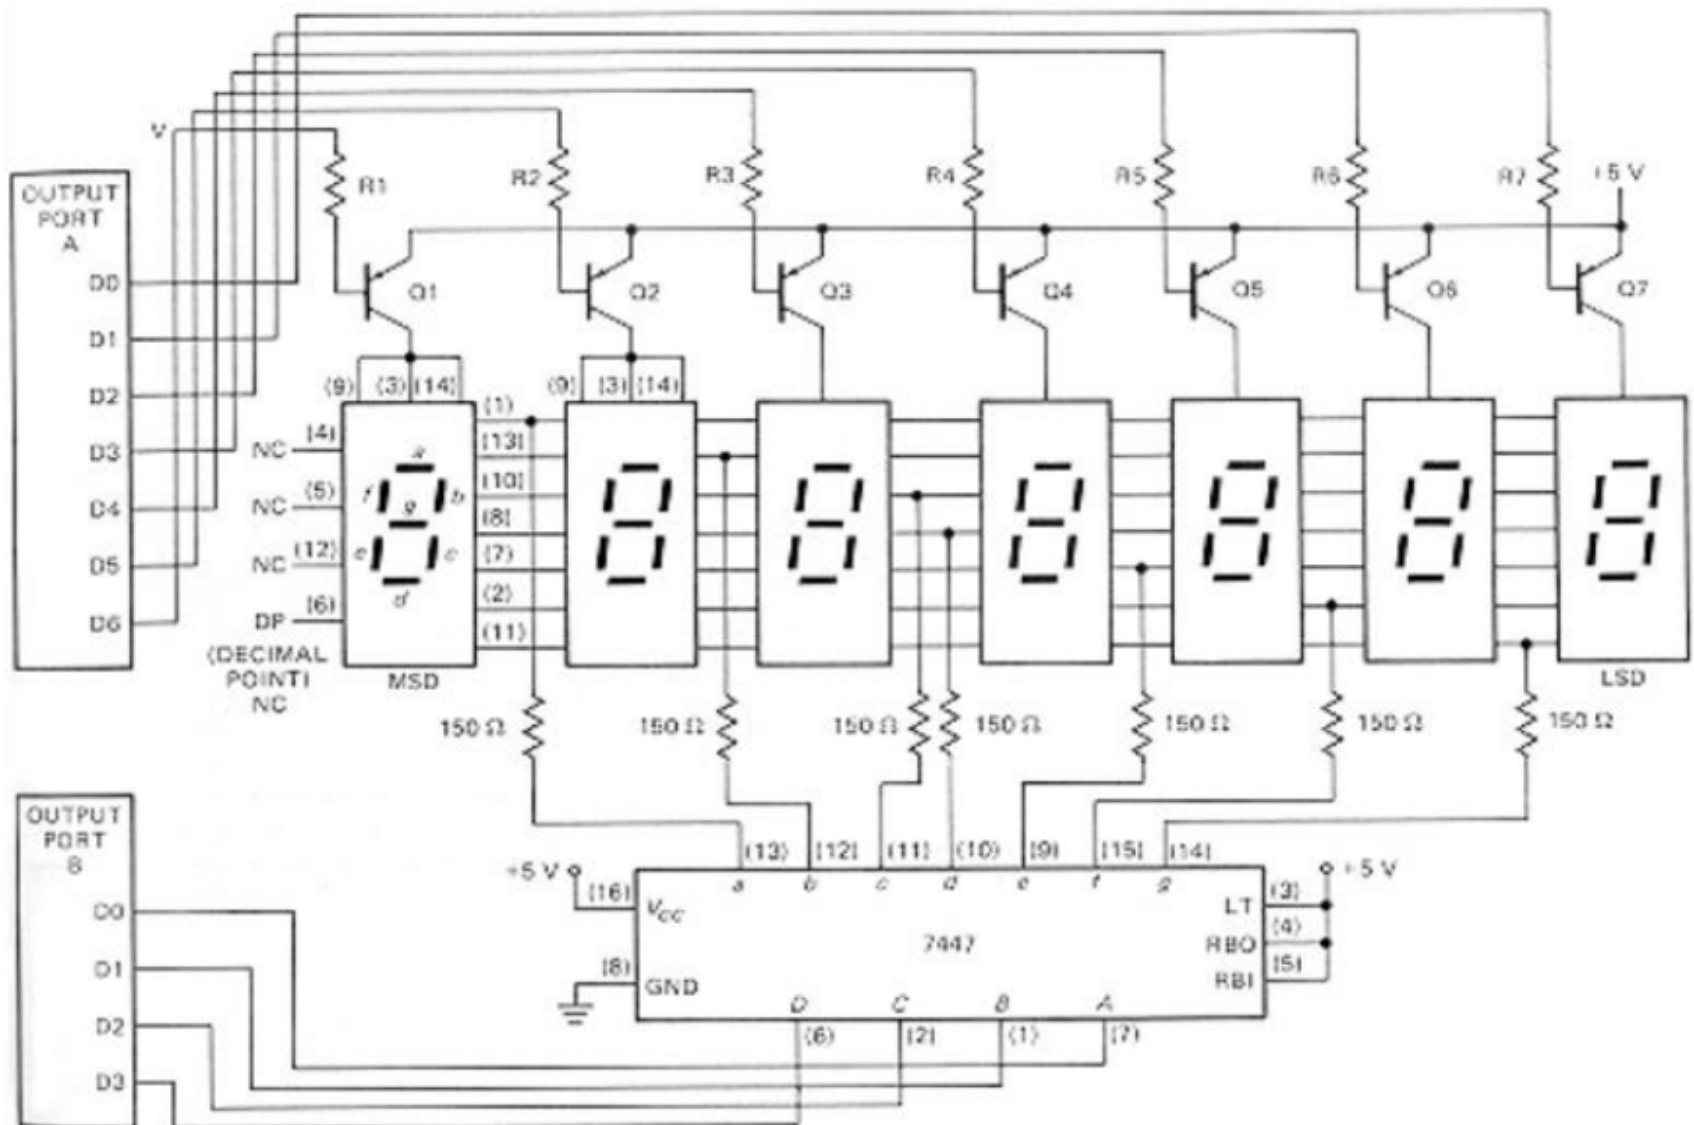 V
OUTPUT
PORT
A
D0
D1
D2
D3
D4
D5
D6
R1
R2
R3
R4
R5
R6
R7
+5 V
Q1
Q2
Q3
Q4
Q5
Q6
Q7
(9) (3) (14)
(9) (3) (14)
NC (4)
NC (5)
NC (12)
DP (6)
(DECIMAL
POINT)
NC
a
f g b
e c
d
MSD
(1)
(13)
(10)
(8)
(7)
(2)
(11)
LSD
150 Ω
150 Ω
150 Ω
150 Ω
150 Ω
150 Ω
150 Ω
OUTPUT
PORT
B
D0
D1
D2
D3
+5 V
(16)
VCC
(8)
GND
(13) (12) (11) (10) (9) (15) (14)
a b c d e f g
7447
+5 V
LT (3)
RBO (4)
RBI (5)
D C B A
(6) (2) (1) (7)